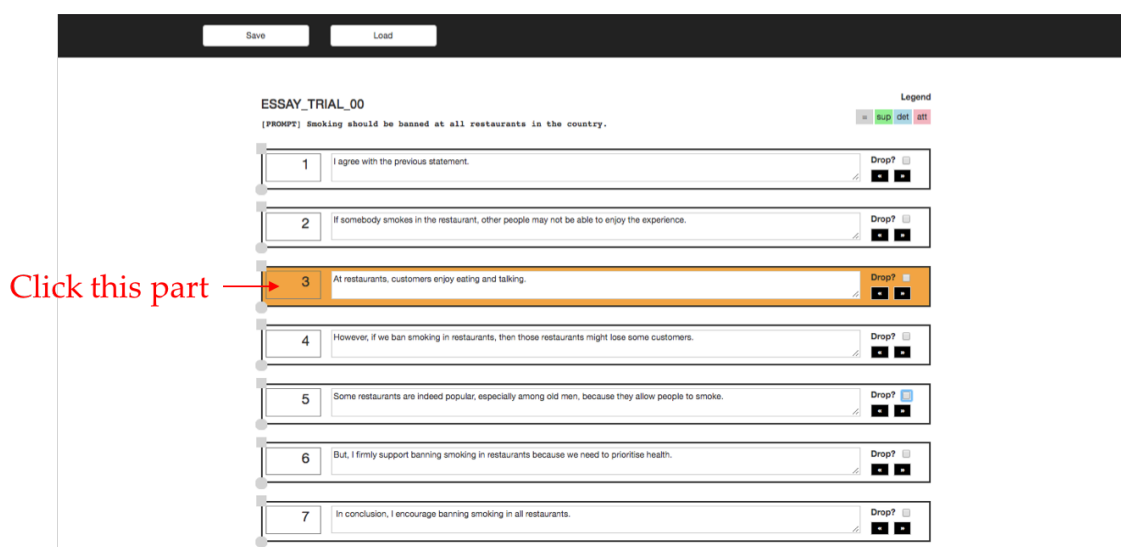 Save Load
ESSAY_TRIAL_00
Legend
[PROMPT] Smoking should be banned at all restaurants in the country.
= sup det att
1 I agree with the previous statement. Drop?
« »
2 If somebody smokes in the restaurant, other people may not be able to enjoy the experience. Drop?
« »
Click this part
3 At restaurants, customers enjoy eating and talking. Drop?
« »
4 However, if we ban smoking in restaurants, then those restaurants might lose some customers. Drop?
« »
5 Some restaurants are indeed popular, especially among old men, because they allow people to smoke. Drop?
« »
6 But, I firmly support banning smoking in restaurants because we need to prioritise health. Drop?
« »
7 In conclusion, I encourage banning smoking in all restaurants. Drop?
« »